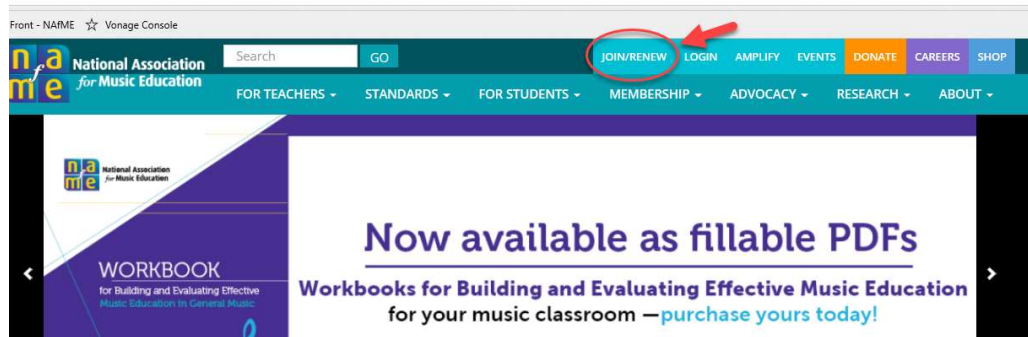 Front - NAfME Vonage Console
na
me
National Association
for Music Education
Search GO
JOIN/RENEW LOGIN AMPLIFY EVENTS DONATE CAREERS SHOP
FOR TEACHERS STANDARDS FOR STUDENTS MEMBERSHIP ADVOCACY RESEARCH ABOUT
nafme
National Association
for Music Education
WORKBOOK
for Building and Evaluating Effective
Music Education in General Music
Now available as fillable PDFs
Workbooks for Building and Evaluating Effective Music Education
for your music classroom —purchase yours today!